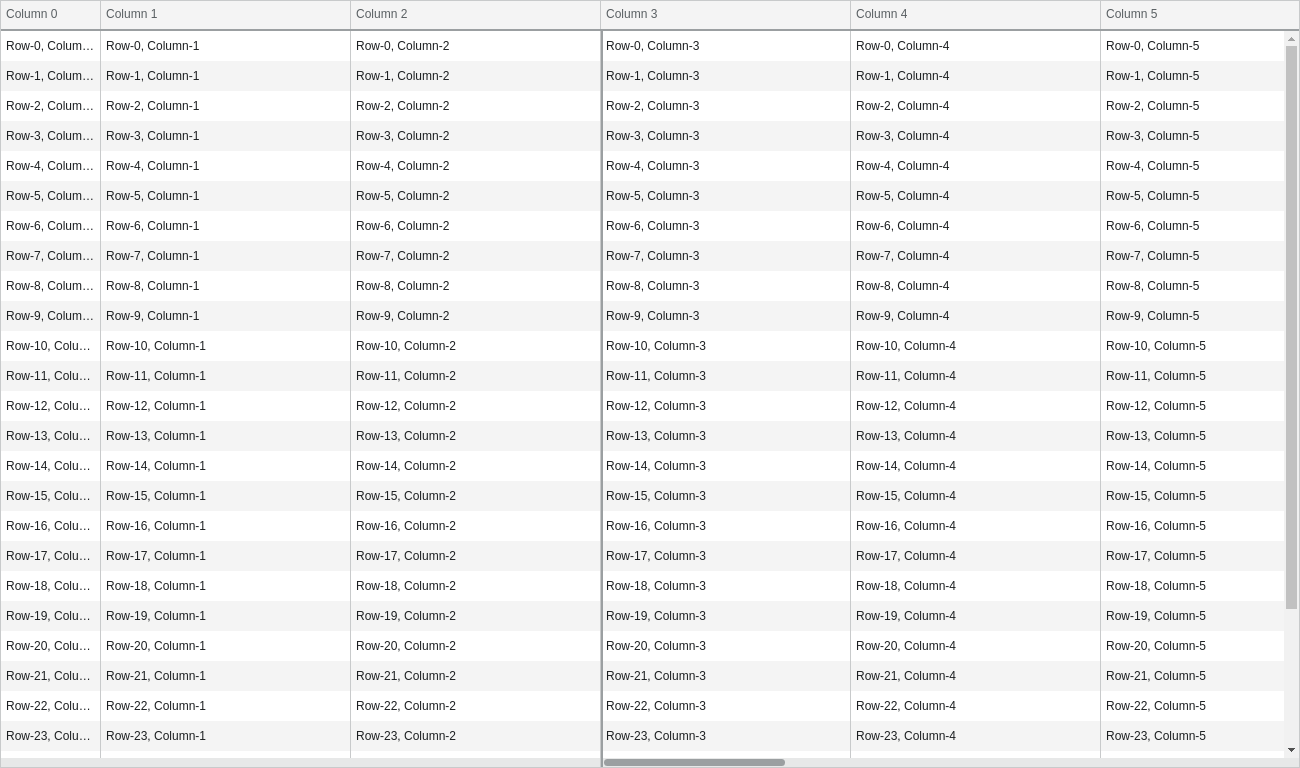 Column 0 Column 1 Column 2 Column 3 Column 4 Column 5
Row-0, Colum… Row-0, Column-1 Row-0, Column-2 Row-0, Column-3 Row-0, Column-4 Row-0, Column-5
Row-1, Colum… Row-1, Column-1 Row-1, Column-2 Row-1, Column-3 Row-1, Column-4 Row-1, Column-5
Row-2, Colum… Row-2, Column-1 Row-2, Column-2 Row-2, Column-3 Row-2, Column-4 Row-2, Column-5
Row-3, Colum… Row-3, Column-1 Row-3, Column-2 Row-3, Column-3 Row-3, Column-4 Row-3, Column-5
Row-4, Colum… Row-4, Column-1 Row-4, Column-2 Row-4, Column-3 Row-4, Column-4 Row-4, Column-5
Row-5, Colum… Row-5, Column-1 Row-5, Column-2 Row-5, Column-3 Row-5, Column-4 Row-5, Column-5
Row-6, Colum… Row-6, Column-1 Row-6, Column-2 Row-6, Column-3 Row-6, Column-4 Row-6, Column-5
Row-7, Colum… Row-7, Column-1 Row-7, Column-2 Row-7, Column-3 Row-7, Column-4 Row-7, Column-5
Row-8, Colum… Row-8, Column-1 Row-8, Column-2 Row-8, Column-3 Row-8, Column-4 Row-8, Column-5
Row-9, Colum… Row-9, Column-1 Row-9, Column-2 Row-9, Column-3 Row-9, Column-4 Row-9, Column-5
Row-10, Colu… Row-10, Column-1 Row-10, Column-2 Row-10, Column-3 Row-10, Column-4 Row-10, Column-5
Row-11, Colu… Row-11, Column-1 Row-11, Column-2 Row-11, Column-3 Row-11, Column-4 Row-11, Column-5
Row-12, Colu… Row-12, Column-1 Row-12, Column-2 Row-12, Column-3 Row-12, Column-4 Row-12, Column-5
Row-13, Colu… Row-13, Column-1 Row-13, Column-2 Row-13, Column-3 Row-13, Column-4 Row-13, Column-5
Row-14, Colu… Row-14, Column-1 Row-14, Column-2 Row-14, Column-3 Row-14, Column-4 Row-14, Column-5
Row-15, Colu… Row-15, Column-1 Row-15, Column-2 Row-15, Column-3 Row-15, Column-4 Row-15, Column-5
Row-16, Colu… Row-16, Column-1 Row-16, Column-2 Row-16, Column-3 Row-16, Column-4 Row-16, Column-5
Row-17, Colu… Row-17, Column-1 Row-17, Column-2 Row-17, Column-3 Row-17, Column-4 Row-17, Column-5
Row-18, Colu… Row-18, Column-1 Row-18, Column-2 Row-18, Column-3 Row-18, Column-4 Row-18, Column-5
Row-19, Colu… Row-19, Column-1 Row-19, Column-2 Row-19, Column-3 Row-19, Column-4 Row-19, Column-5
Row-20, Colu… Row-20, Column-1 Row-20, Column-2 Row-20, Column-3 Row-20, Column-4 Row-20, Column-5
Row-21, Colu… Row-21, Column-1 Row-21, Column-2 Row-21, Column-3 Row-21, Column-4 Row-21, Column-5
Row-22, Colu… Row-22, Column-1 Row-22, Column-2 Row-22, Column-3 Row-22, Column-4 Row-22, Column-5
Row-23, Colu… Row-23, Column-1 Row-23, Column-2 Row-23, Column-3 Row-23, Column-4 Row-23, Column-5